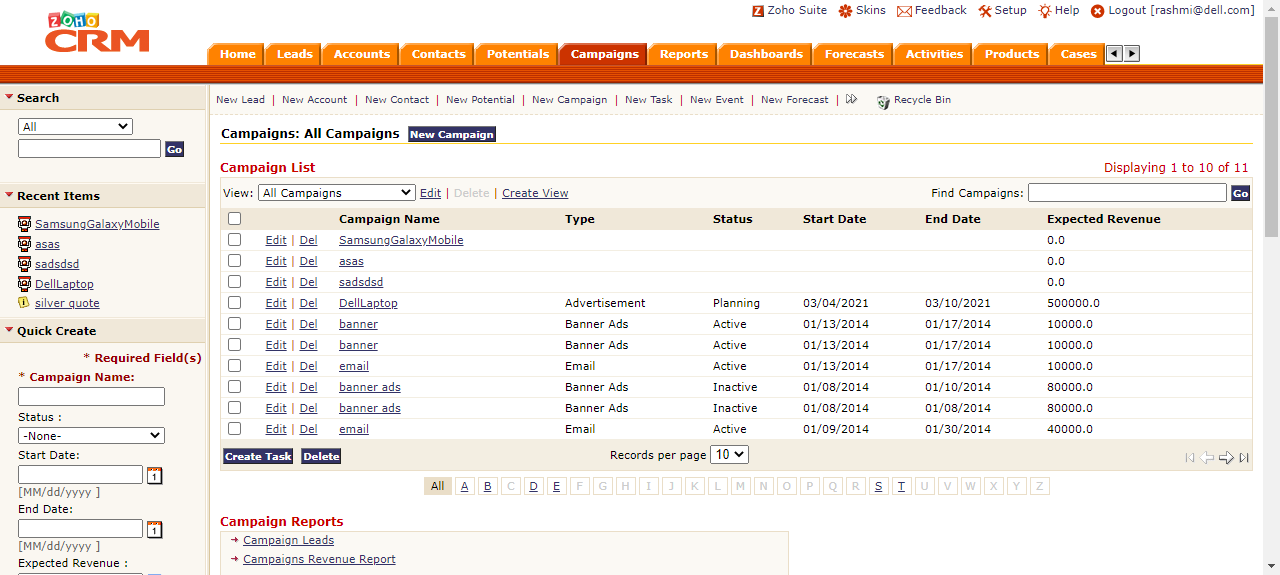 ZOHO CRM
Zoho Suite Skins Feedback Setup Help Logout [rashmi@dell.com]
Home Leads Accounts Contacts Potentials Campaigns Reports Dashboards Forecasts Activities Products Cases
Search
All
Go
Recent Items
SamsungGalaxyMobile
asas
sadsdsd
DellLaptop
silver quote
Quick Create
* Required Field(s)
* Campaign Name:
Status :
-None-
Start Date:
1
[MM/dd/yyyy ]
End Date:
1
[MM/dd/yyyy ]
Expected Revenue :
New Lead | New Account | New Contact | New Potential | New Campaign | New Task | New Event | New Forecast | Recycle Bin
Campaigns: All Campaigns New Campaign
Campaign List Displaying 1 to 10 of 11
View: All Campaigns Edit | Delete | Create View Find Campaigns: Go
Campaign Name Type Status Start Date End Date Expected Revenue
Edit | Del SamsungGalaxyMobile 0.0
Edit | Del asas 0.0
Edit | Del sadsdsd 0.0
Edit | Del DellLaptop Advertisement Planning 03/04/2021 03/10/2021 500000.0
Edit | Del banner Banner Ads Active 01/13/2014 01/17/2014 10000.0
Edit | Del banner Banner Ads Active 01/13/2014 01/17/2014 10000.0
Edit | Del email Email Active 01/13/2014 01/17/2014 10000.0
Edit | Del banner ads Banner Ads Inactive 01/08/2014 01/10/2014 80000.0
Edit | Del banner ads Banner Ads Inactive 01/08/2014 01/08/2014 80000.0
Edit | Del email Email Active 01/09/2014 01/30/2014 40000.0
Create Task Delete Records per page 10
All A B C D E F G H I J K L M N O P Q R S T U V W X Y Z
Campaign Reports
Campaign Leads
Campaigns Revenue Report